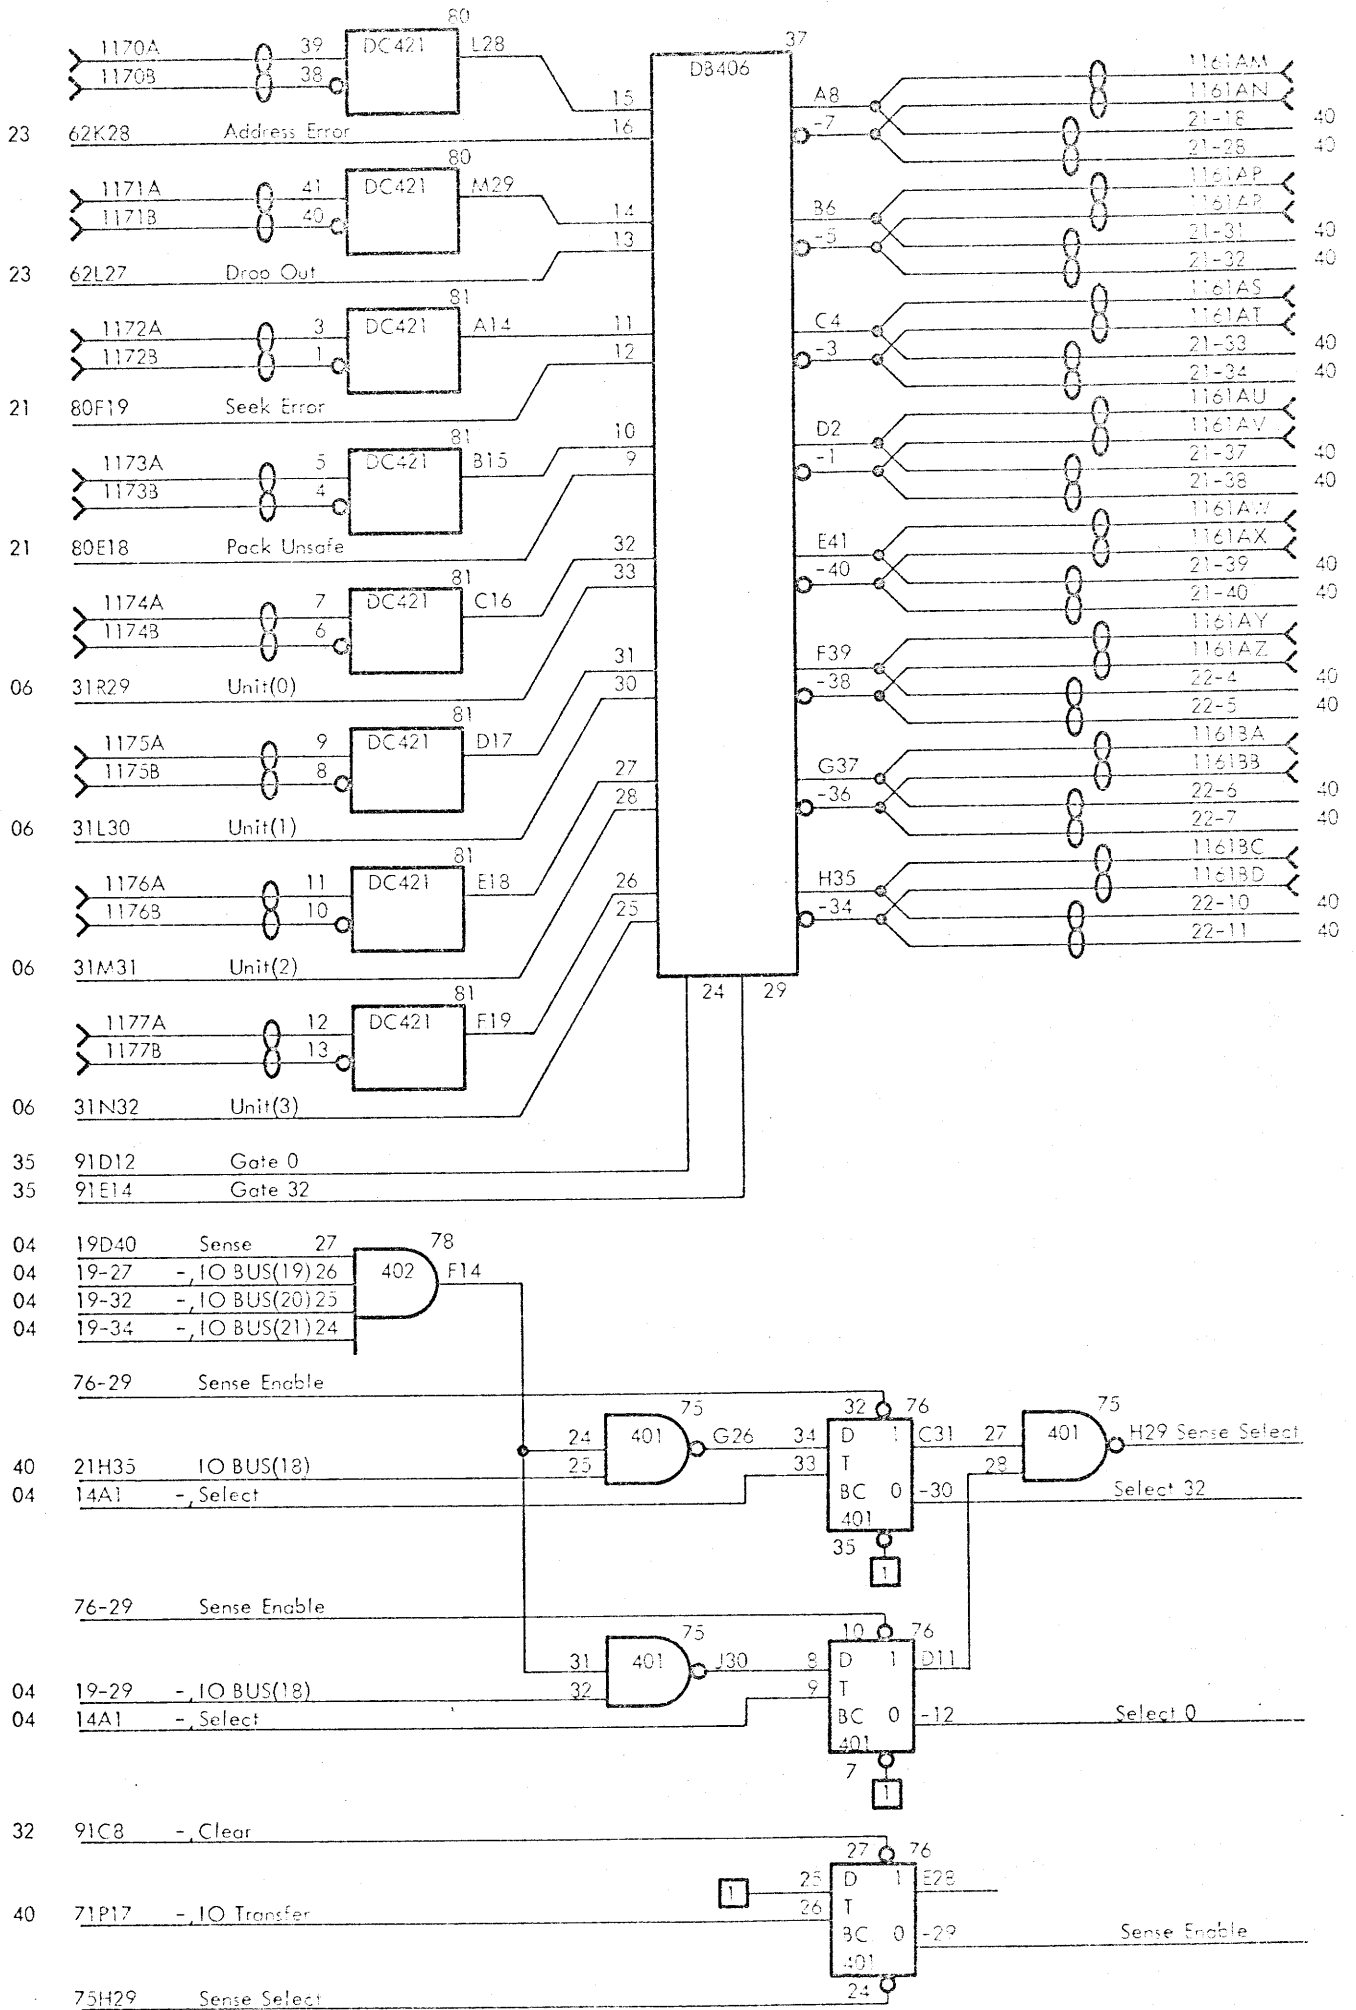 80
1170A 39 DC421 L28
1170B 38
37
DB406
15 A8 1161AM
1161AN
23 62K28 Address Error 16 -7 21-18 40
21-28 40
80
1171A 41 DC421 M29 1161AP
1171B 40 14 B6 1161AR
13 -5 21-31 40
23 62L27 Drop Out 21-32 40
81
1172A 3 DC421 A14 11 C4 1161AS
1172B 1 12 -3 1161AT
21-33 40
21-34 40
21 80F19 Seek Error 1161AU
81
1173A 5 DC421 B15 10 D2 1161AV
1173B 4 9 -1 21-37 40
21-38 40
21 80E18 Pack Unsafe 32 E41 1161AW
1161AX
81
1174A 7 DC421 C16 33 -40 21-39 40
1174B 6 21-40 40
1161AY
06 31R29 Unit(0) 31 F39 1161AZ
30 -38 22-4 40
22-5 40
81
1175A 9 DC421 D17 1161BA
1175B 8 27 G37 1161BB
28 -36 22-6 40
06 31L30 Unit(1) 22-7 40
81
1176A 11 DC421 E18 26 H35 1161BC
1176B 10 25 -34 1161BD
22-10 40
22-11 40
06 31M31 Unit(2)
24 29
81
1177A 12 DC421 F19
1177B 13
06 31N32 Unit(3)
35 91D12 Gate 0
35 91E14 Gate 32
04 19D40 Sense 27 78
04 19-27 -,IO BUS(19) 26 402 F14
04 19-32 -,IO BUS(20) 25
04 19-34 -,IO BUS(21) 24
76-29 Sense Enable
75 32 76 75
24 401 G26 34 D 1 C31 27 401 H29 Sense Select
40 21H35 IO BUS(18) 25 33 T 28
04 14A1 -,Select BC 0 -30 Select 32
401
35
1
76-29 Sense Enable
75 10 76
31 401 J30 8 D 1 D11
04 19-29 -,IO BUS(18) 32 9 T
04 14A1 -,Select BC 0 -12 Select 0
401
7
1
32 91C8 -,Clear
27 76
1 25 D 1 E28
40 71P17 -,IO Transfer 26 T
BC 0 -29 Sense Enable
401
24
75H29 Sense Select